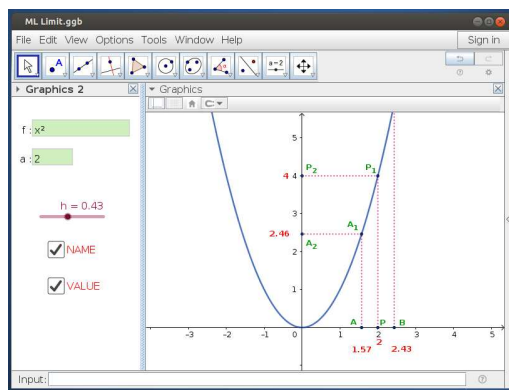 ML Limit.ggb
File Edit View Options Tools Window Help
Sign in
a=2
Graphics 2
Graphics
f : x²
a : 2
h = 0.43
NAME
VALUE
5
P₂ P₁
4 4
3
A₁
2.46
A₂
1
A P B
-3 -2 -1 0 1 2 3 4 5
1.57 2.43
Input: